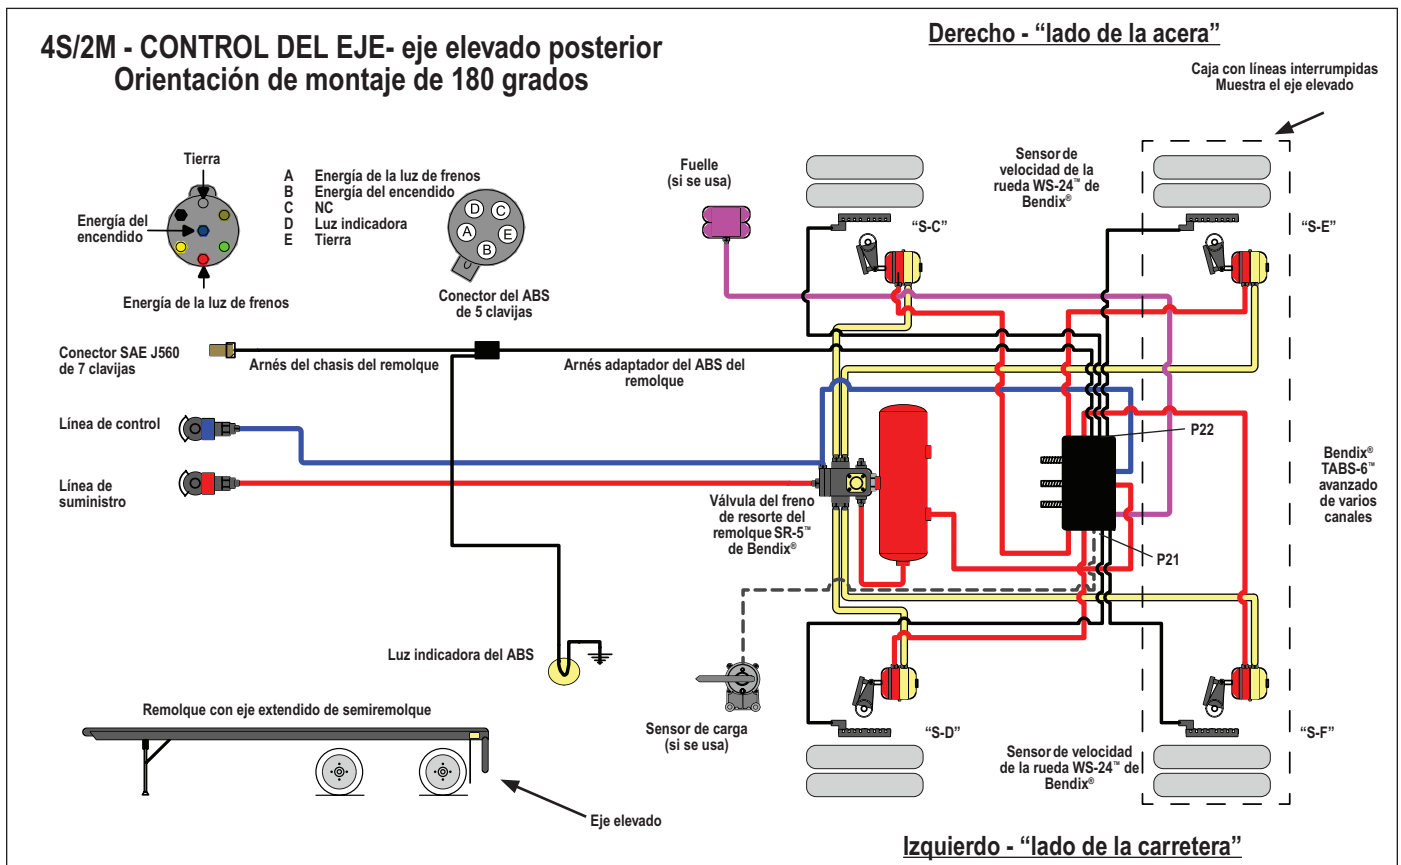 4S/2M - CONTROL DEL EJE- eje elevado posterior
Orientación de montaje de 180 grados
Derecho - “lado de la acera”
Caja con líneas interrumpidas
Muestra el eje elevado
Tierra
Energía del
encendido
Energía de la luz de frenos
A Energía de la luz de frenos
B Energía del encendido
C NC
D Luz indicadora
E Tierra
D
C
A
E
B
Conector del ABS
de 5 clavijas
Fuelle
(si se usa)
Sensor de
velocidad de la
rueda WS-24™ de
Bendix®
“S-C”
“S-E”
Conector SAE J560
de 7 clavijas
Arnés del chasis del remolque
Arnés adaptador del ABS del
remolque
Línea de control
Línea de
suministro
Válvula del freno
de resorte del
remolque SR-5™
de Bendix®
P22
P21
Bendix®
TABS-6™
avanzado
de varios
canales
Luz indicadora del ABS
Sensor de carga
(si se usa)
“S-D”
“S-F”
Sensor de velocidad
de la rueda WS-24™ de
Bendix®
Remolque con eje extendido de semiremolque
Eje elevado
Izquierdo - “lado de la carretera”